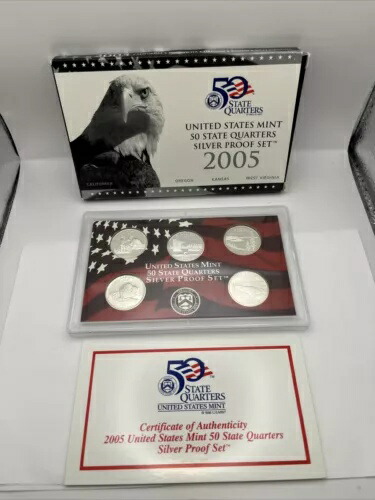 50
STATE
QUARTERS
UNITED STATES MINT
50 STATE QUARTERS
SILVER PROOF SET™
2005
CALIFORNIA OREGON KANSAS WEST VIRGINIA
UNITED STATES MINT
50 STATE QUARTERS
SILVER PROOF SET™
50
STATE
QUARTERS
UNITED STATES MINT
Certificate of Authenticity
2005 United States Mint 50 State Quarters
Silver Proof Set™